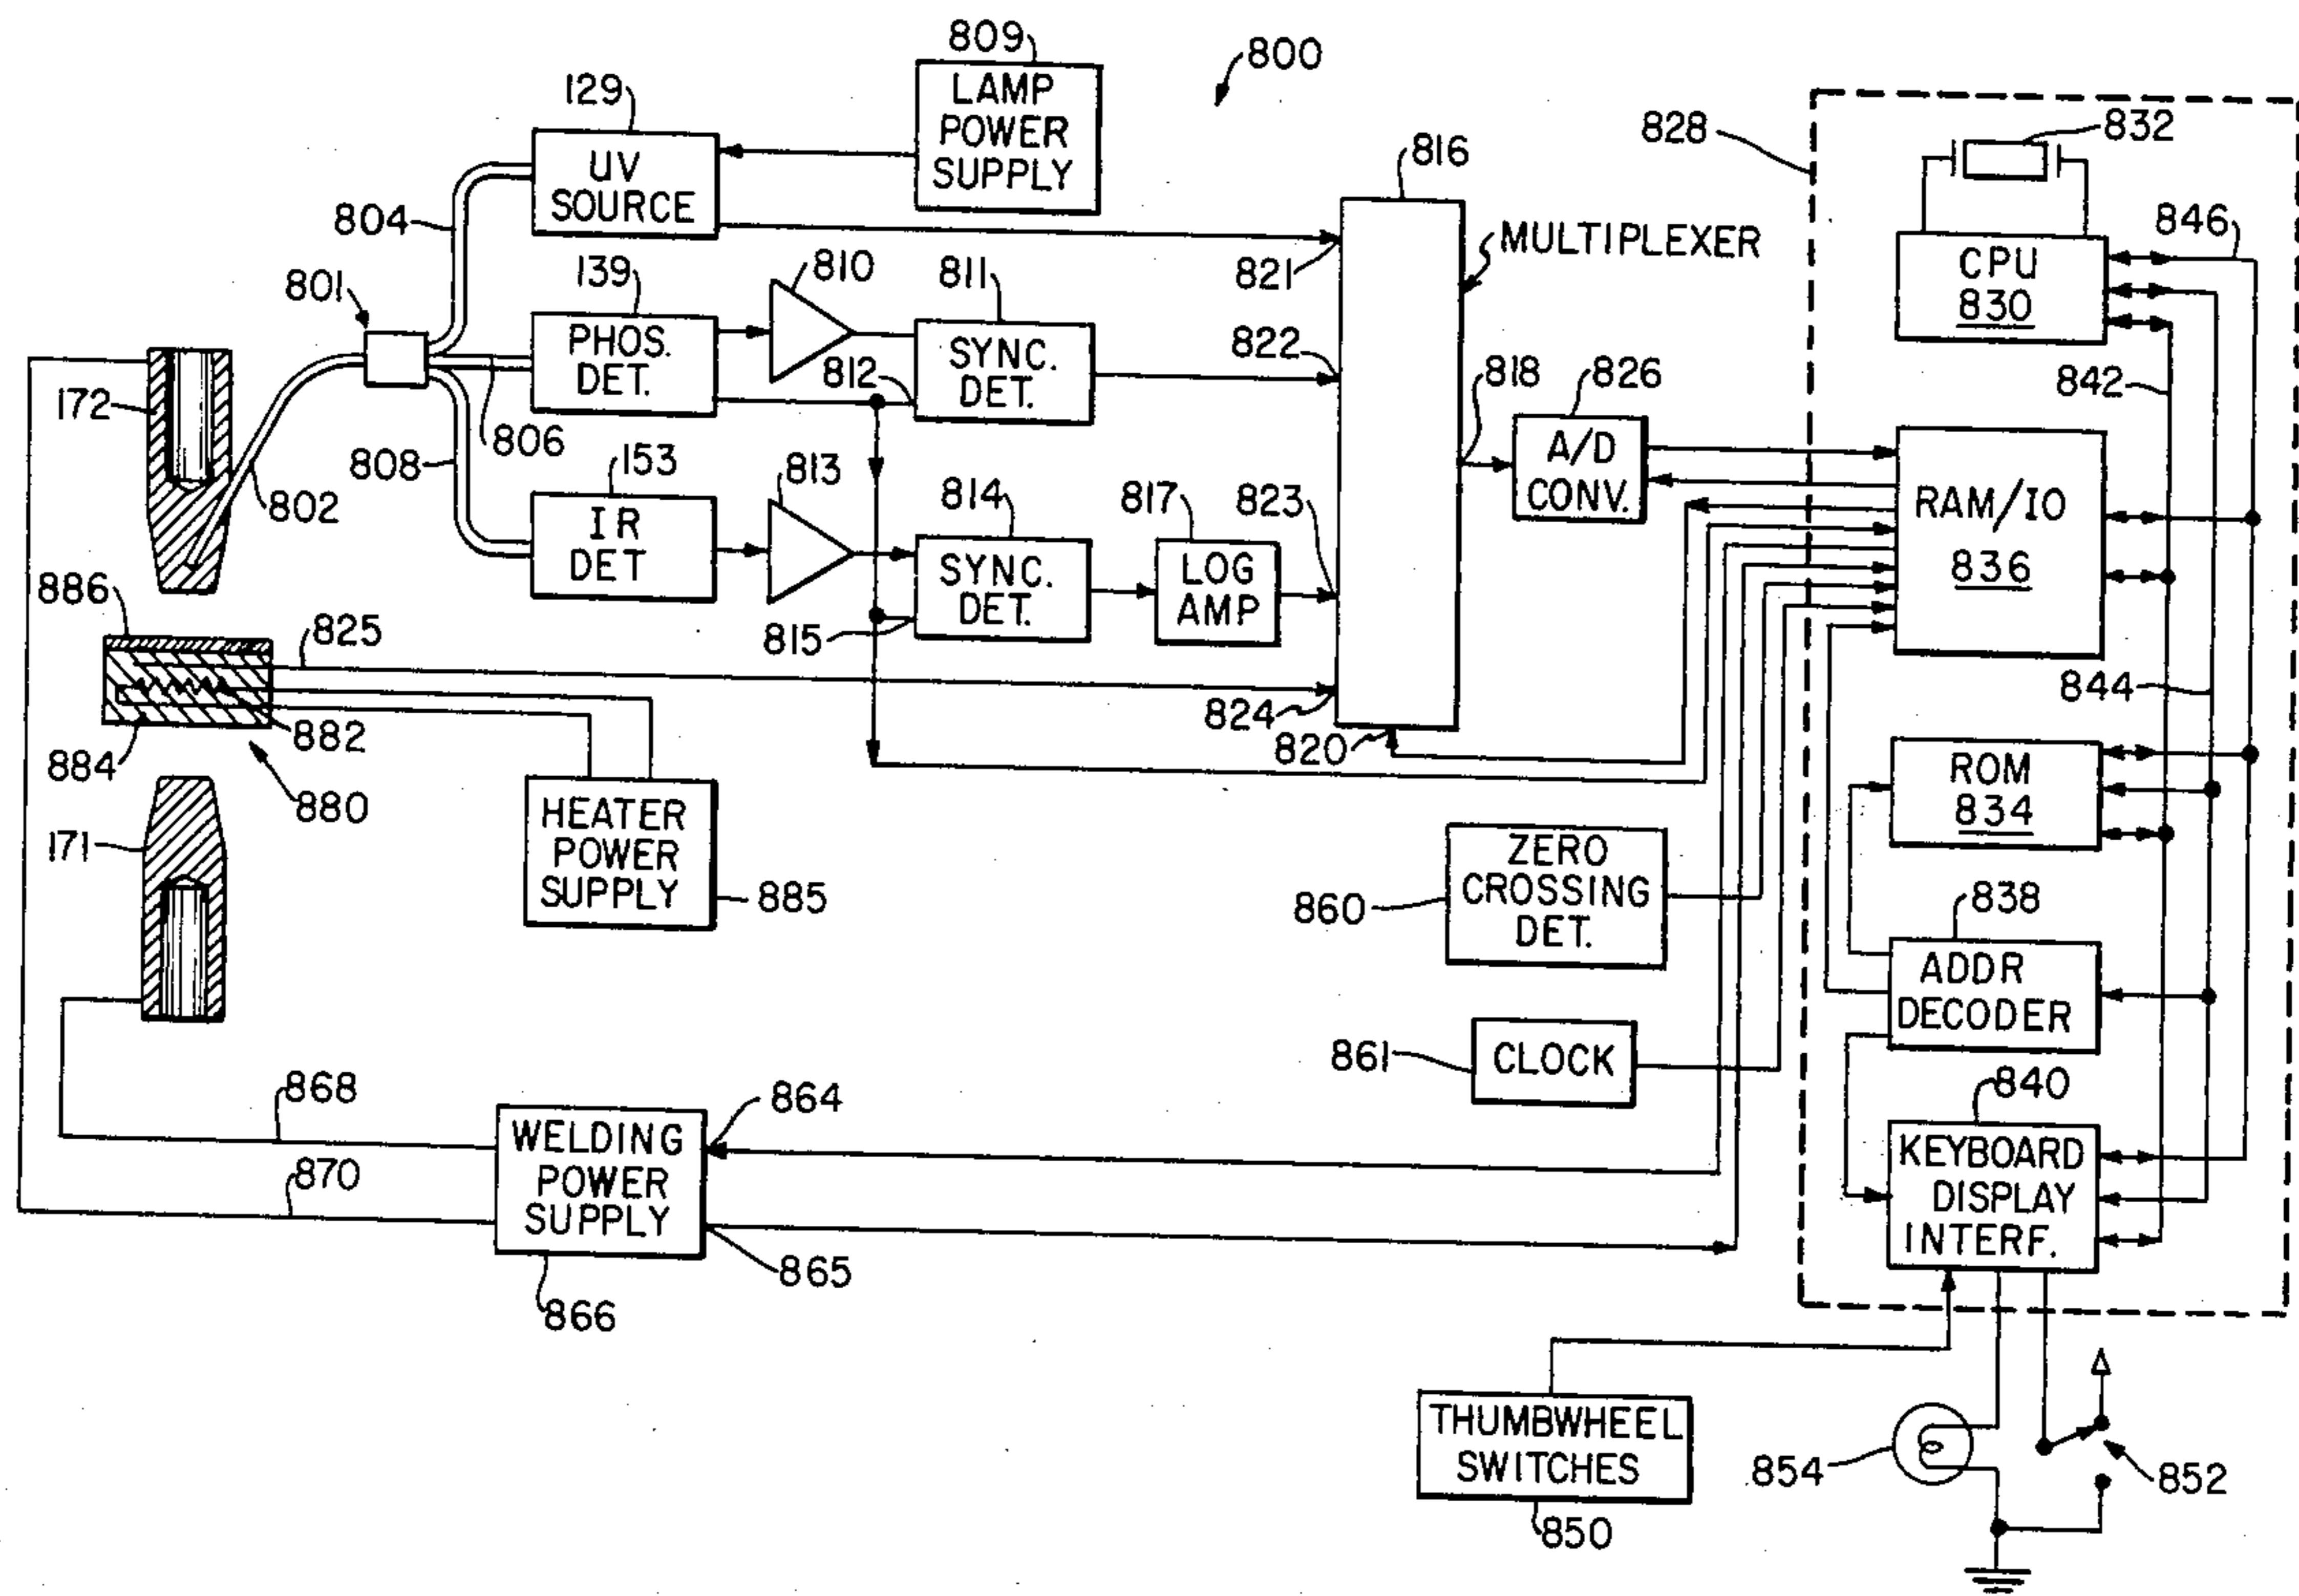 809
800
LAMP
POWER
SUPPLY
129
UV
SOURCE
828
832
816
804
MULTIPLEXER
846
821
CPU
830
801
139
810
811
PHOS.
DET.
812
SYNC.
DET.
822
818
826
842
172
806
808
802
153
813
814
817
823
A/D
CONV.
RAM/IO
836
IR
DET
SYNC.
DET.
LOG
AMP
815
886
825
824
820
844
882
884
880
HEATER
POWER
SUPPLY
885
171
ROM
834
ZERO
CROSSING
DET.
860
838
ADDR
DECODER
CLOCK
861
840
868
864
WELDING
POWER
SUPPLY
870
865
866
KEYBOARD
DISPLAY
INTERF.
THUMBWHEEL
SWITCHES
850
854
852